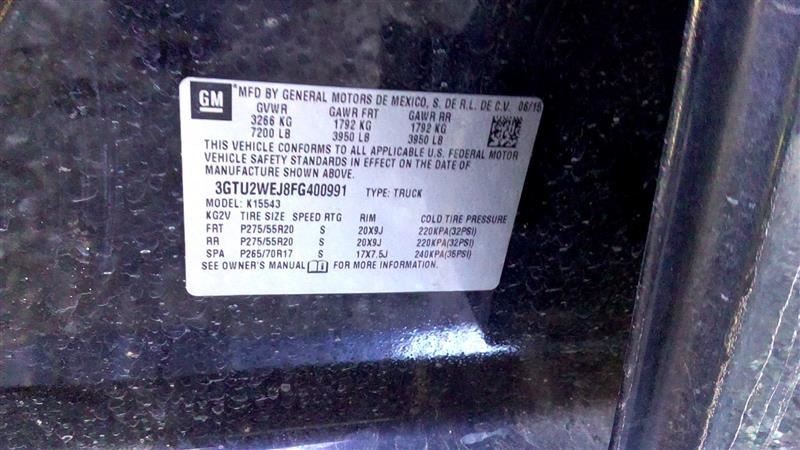 GM *MFD BY GENERAL MOTORS DE MEXICO, S. DE R.L. DE C.V. 06/15
GVWR GAWR FRT GAWR RR
3266 KG 1792 KG 1792 KG
7200 LB 3950 LB 3950 LB
THIS VEHICLE CONFORMS TO ALL APPLICABLE U.S. FEDERAL MOTOR
VEHICLE SAFETY STANDARDS IN EFFECT ON THE DATE OF
MANUFACTURE SHOWN ABOVE.
3GTU2WEJ8FG400991 TYPE: TRUCK
MODEL: K15543
KG2V TIRE SIZE SPEED RTG RIM COLD TIRE PRESSURE
FRT P275/55R20 S 20X9J 220KPA(32PSI)
RR P275/55R20 S 20X9J 220KPA(32PSI)
SPA P265/70R17 S 17X7.5J 240KPA(35PSI)
SEE OWNER'S MANUAL FOR MORE INFORMATION.